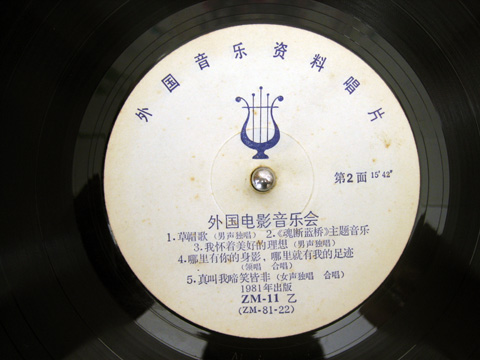 外国音乐资料唱片
第2面 15′42″
外国电影音乐会
1.草帽歌(男声独唱) 2.《魂断蓝桥》主题音乐
3.我怀着美好的理想(男声独唱)
4.哪里有你的身影、哪里就有我的足迹
(领唱 合唱)
5.真叫我啼笑皆非(女声独唱 合唱)
1981年出版
ZM-11 乙
(ZM-81-22)